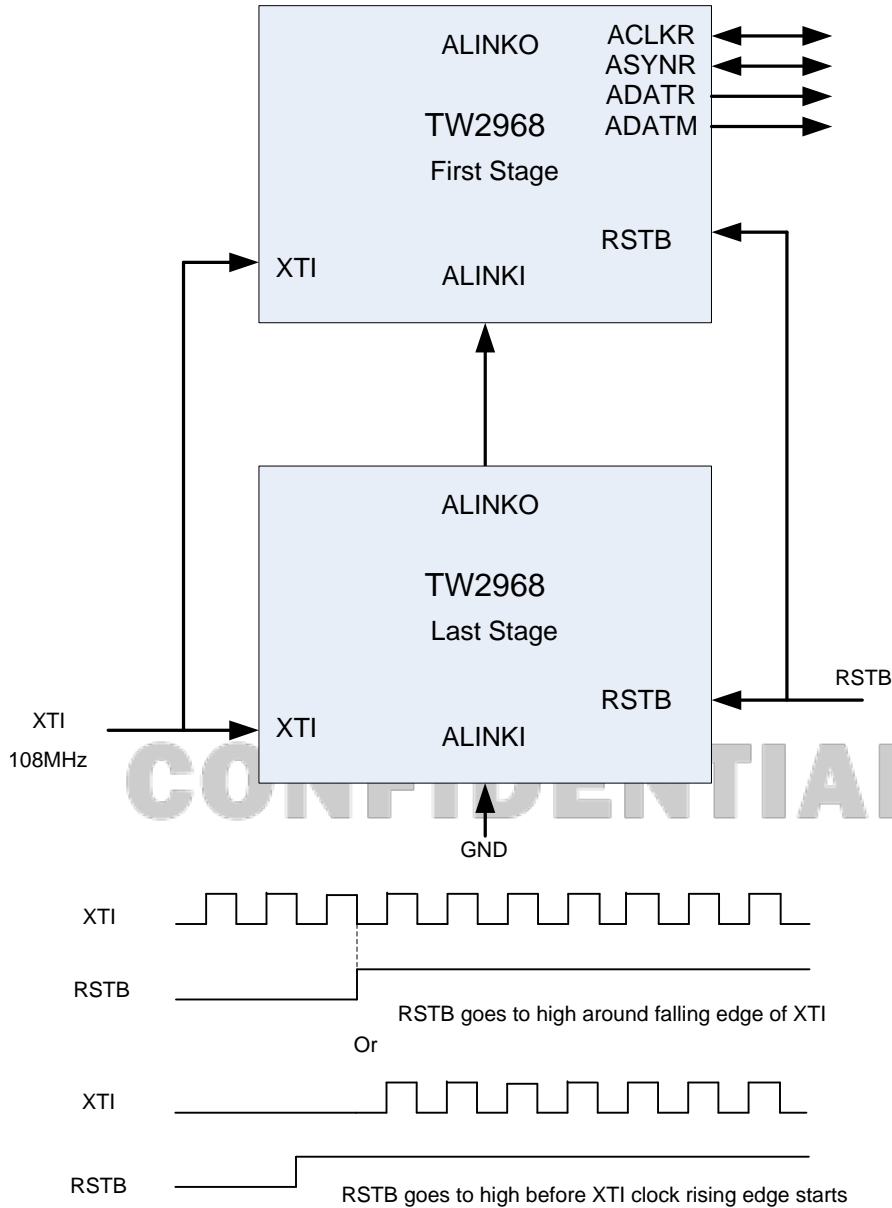 ALINKO
ACLKR
ASYNR
ADATR
ADATM
TW2968
First Stage
RSTB
XTI
ALINKI
ALINKO
TW2968
Last Stage
RSTB
RSTB
XTI
XTI
108MHz
ALINKI
CONFIDENTIAL
GND
XTI
RSTB
RSTB goes to high around falling edge of XTI
Or
XTI
RSTB
RSTB goes to high before XTI clock rising edge starts